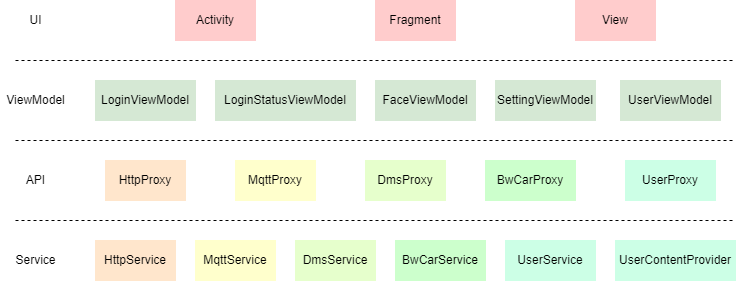 UI Activity Fragment View
ViewModel LoginViewModel LoginStatusViewModel FaceViewModel SettingViewModel UserViewModel
API HttpProxy MqttProxy DmsProxy BwCarProxy UserProxy
Service HttpService MqttService DmsService BwCarService UserService UserContentProvider